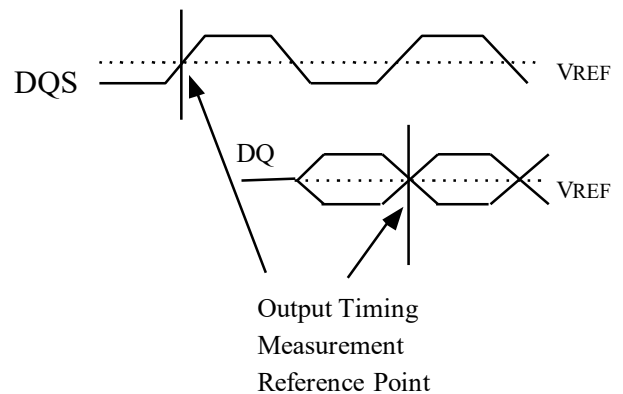 DQS
VREF
DQ
VREF
Output Timing
Measurement
Reference Point